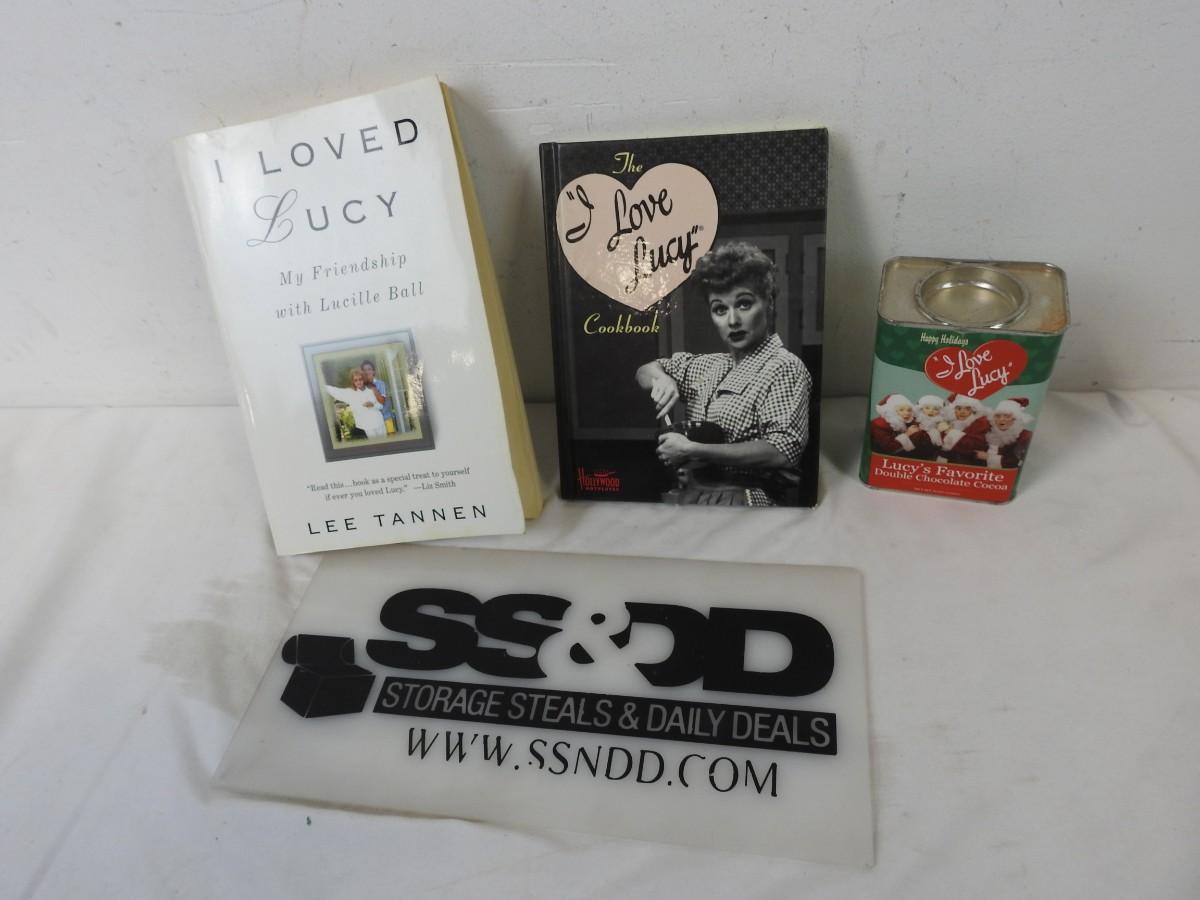 I LOVED
LUCY
My Friendship
with Lucille Ball
"Read this...book as a special treat to yourself
if ever you loved Lucy." —Liz Smith
LEE TANNEN
The
"I
Love
Lucy"®
Cookbook
HOLLYWOOD
Happy Holidays
"I Love
Lucy"
Lucy's Favorite
Double Chocolate Cocoa
SS&DD
STORAGE STEALS & DAILY DEALS
WWW.SSNDD.COM